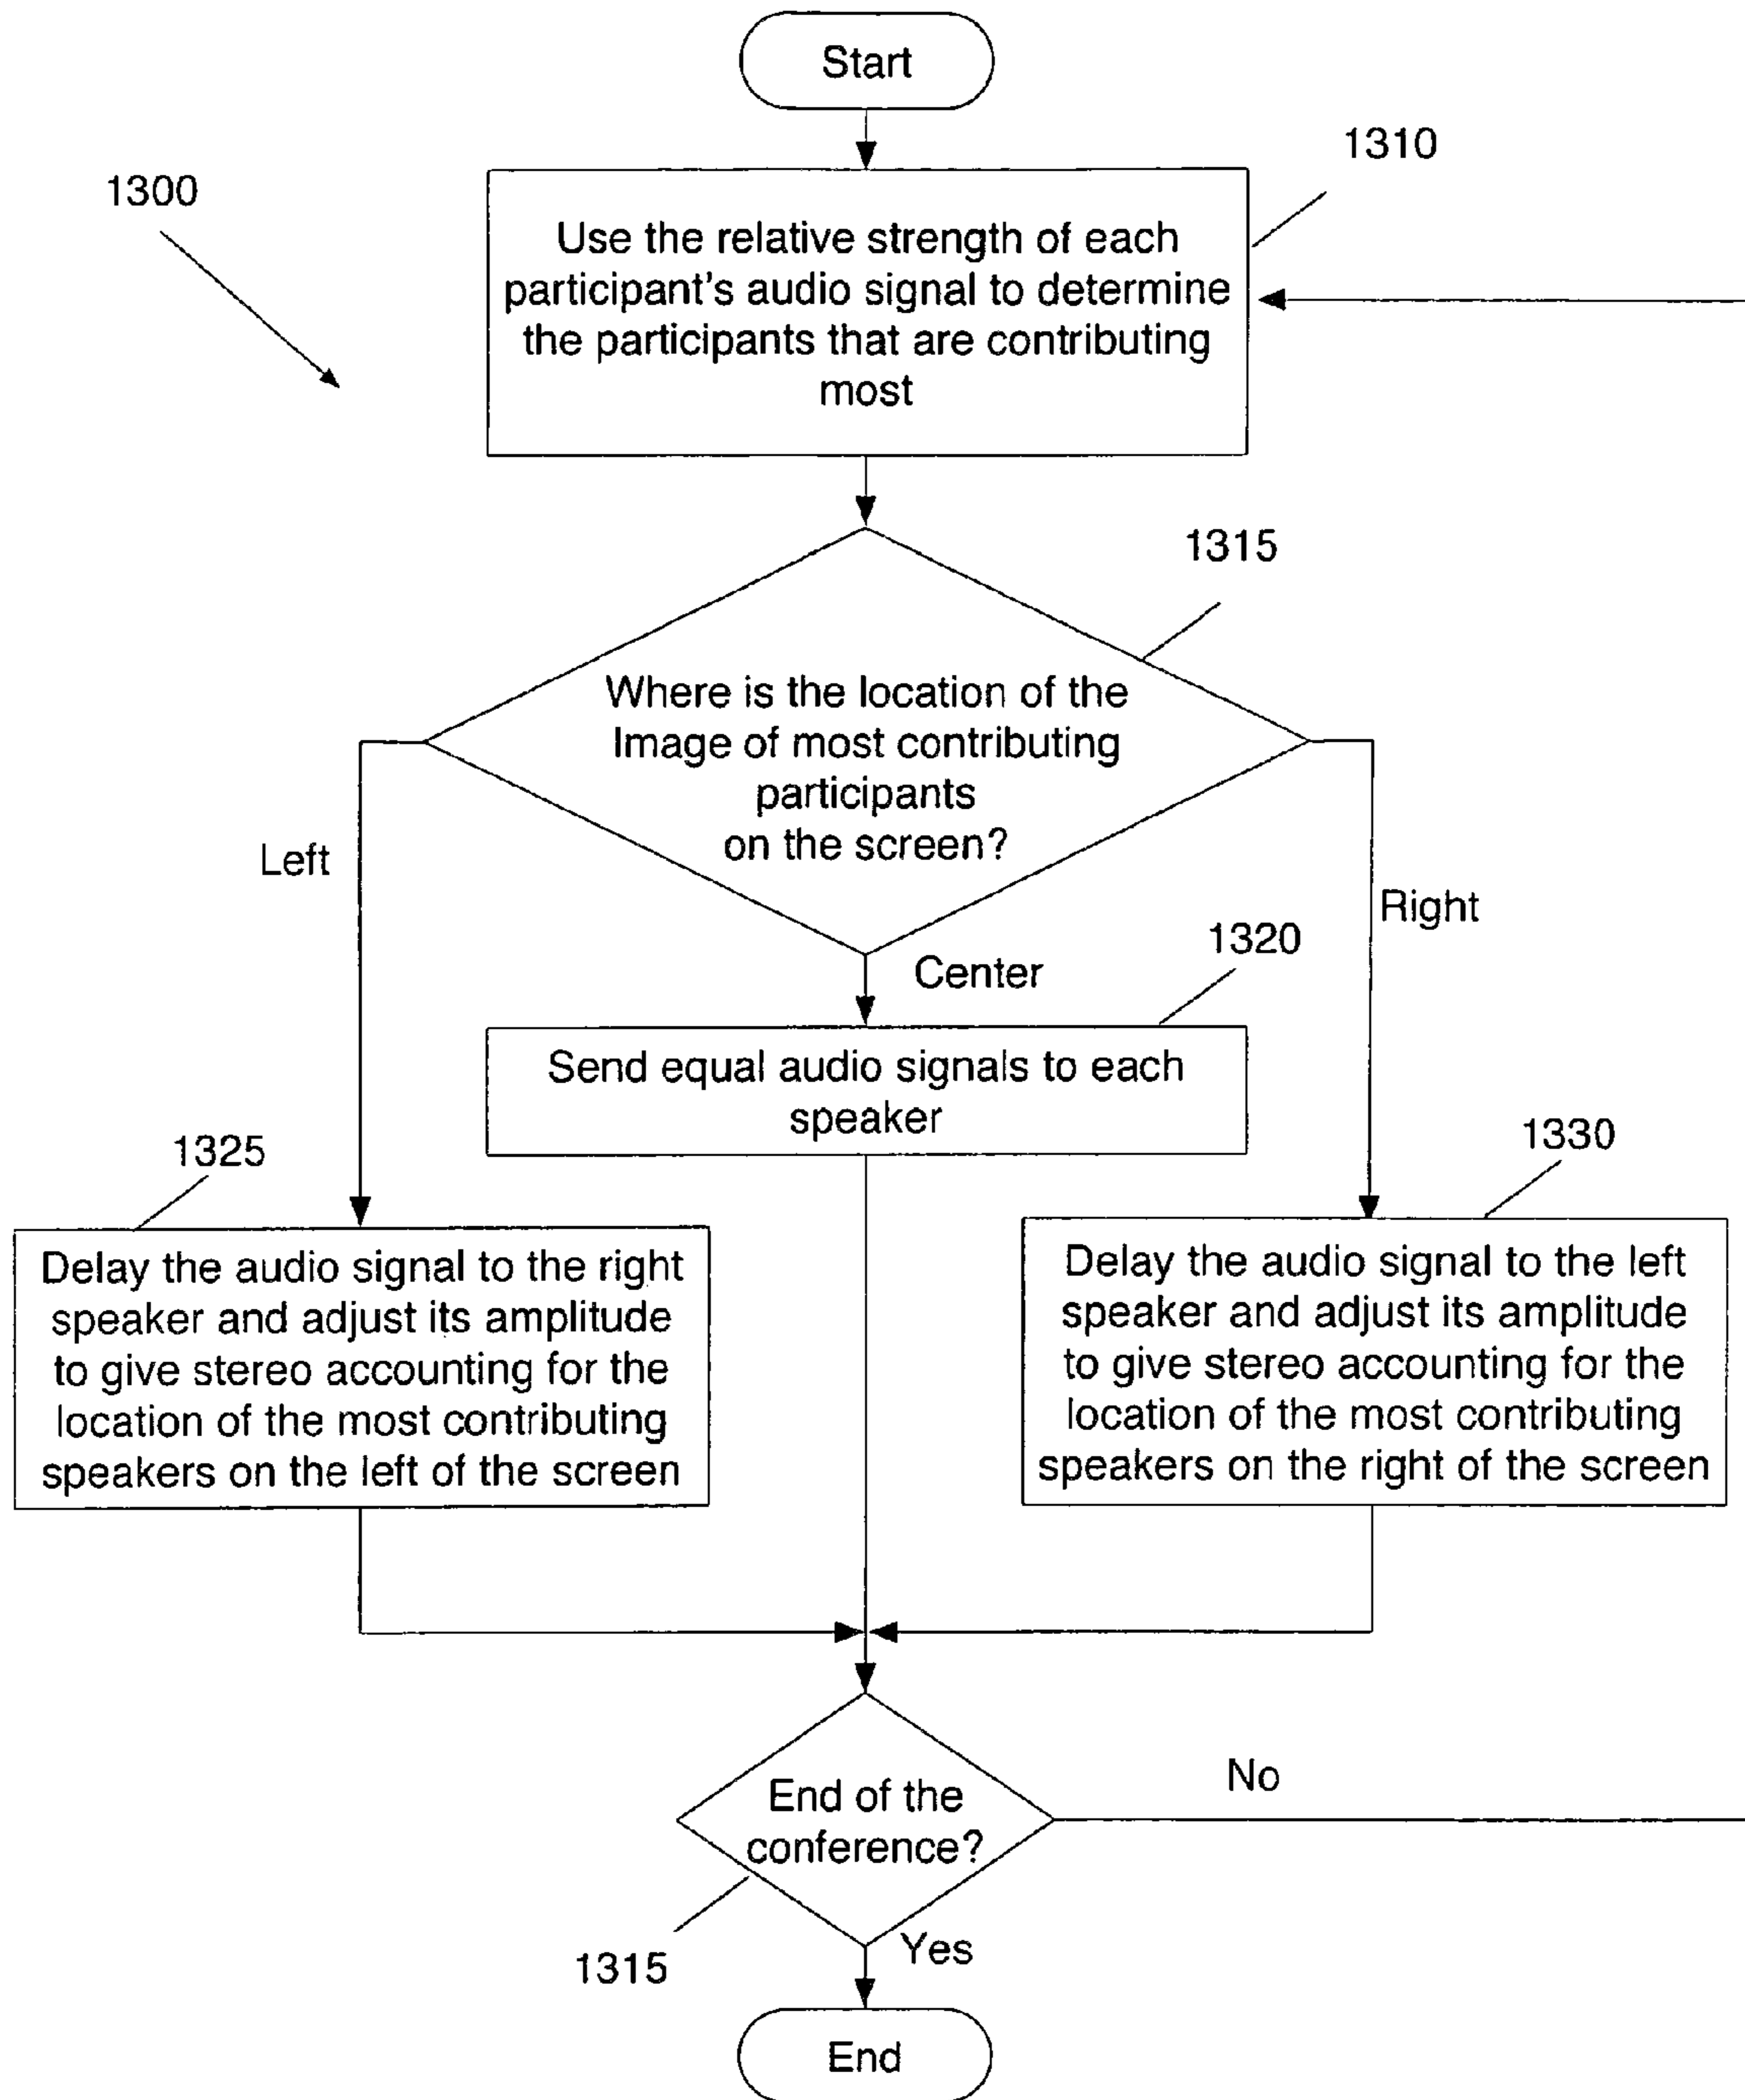 Start
1310
1300
Use the relative strength of each
participant's audio signal to determine
the participants that are contributing
most
1315
Where is the location of the
Image of most contributing
participants
on the screen?
Left
Right
Center
1320
Send equal audio signals to each
speaker
1325
Delay the audio signal to the right
speaker and adjust its amplitude
to give stereo accounting for the
location of the most contributing
speakers on the left of the screen
1330
Delay the audio signal to the left
speaker and adjust its amplitude
to give stereo accounting for the
location of the most contributing
speakers on the right of the screen
End of the
conference?
No
1315
Yes
End